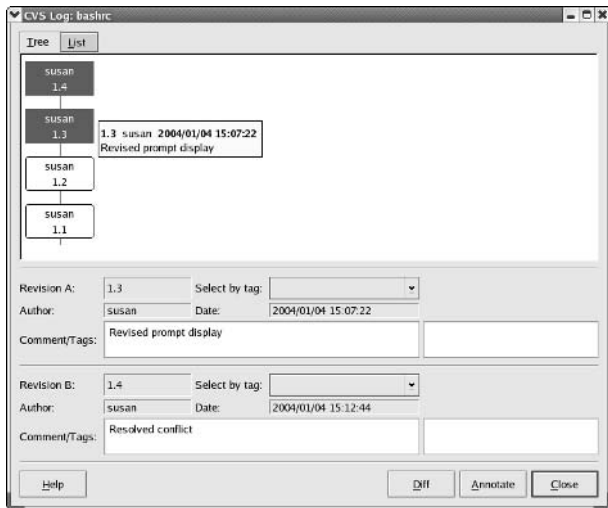 CVS Log: bashrc
Tree List
susan
1.4
susan
1.3
1.3 susan 2004/01/04 15:07:22
Revised prompt display
susan
1.2
susan
1.1
Revision A: 1.3 Select by tag:
Author: susan Date: 2004/01/04 15:07:22
Comment/Tags: Revised prompt display
Revision B: 1.4 Select by tag:
Author: susan Date: 2004/01/04 15:12:44
Comment/Tags: Resolved conflict
Help Diff Annotate Close